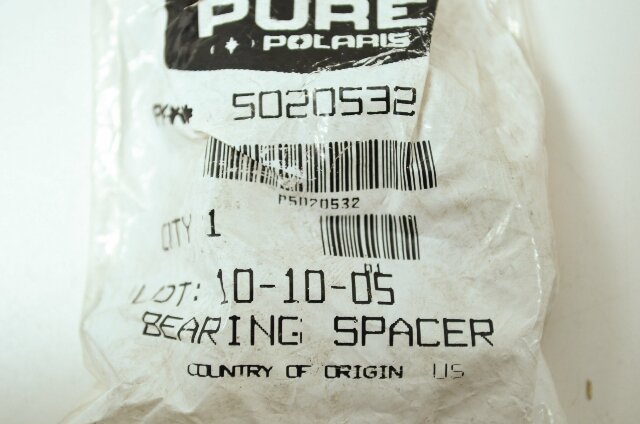 PURE
POLARIS
5020532
P5020532
QTY 1
LOT: 10-10-05
BEARING SPACER
COUNTRY OF ORIGIN US